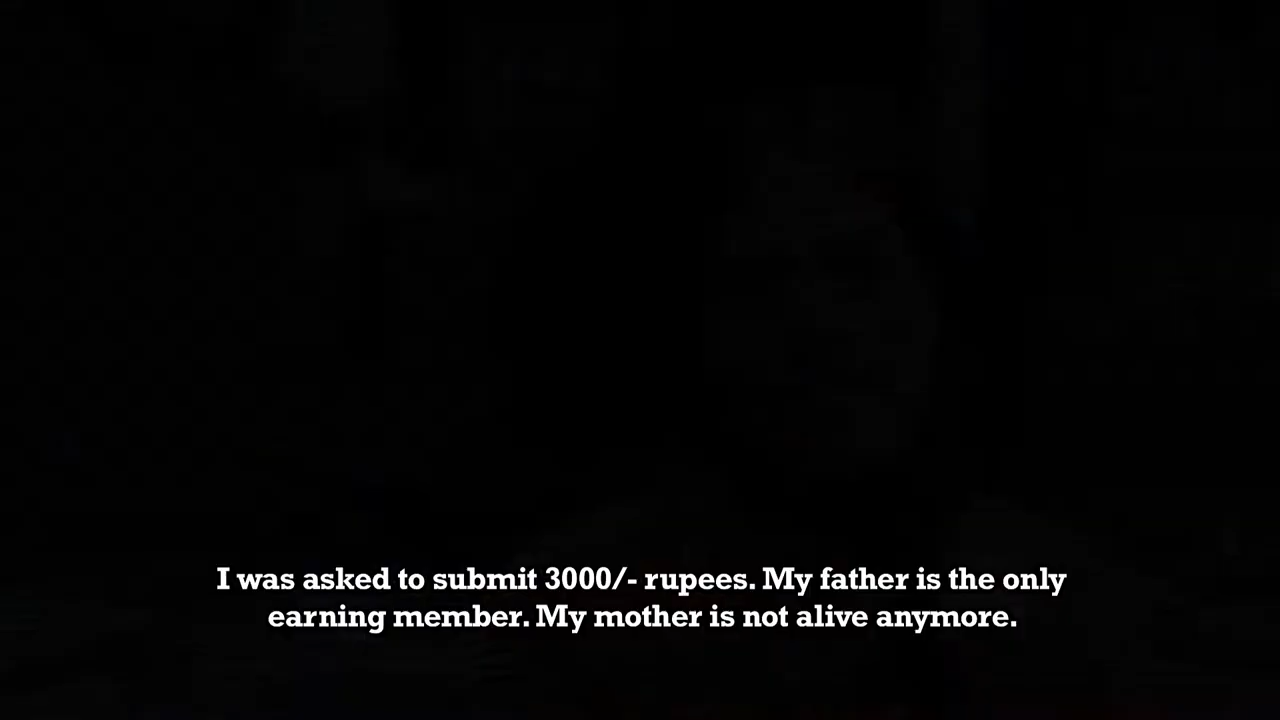 I was asked to submit 3000/- rupees. My father is the only
earning member. My mother is not alive anymore.